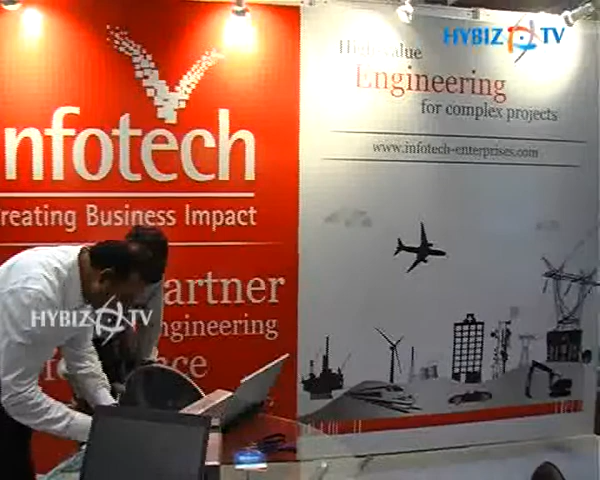 HYBIZ TV
nfotech
reating Business Impact
artner
ngineering
ce
High value
Engineering
for complex projects
www.infotech-enterprises.com
HYBIZ TV